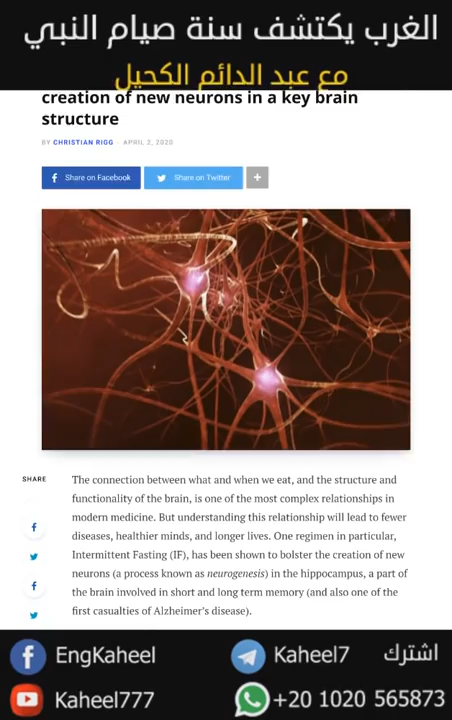 الغرب يكتشف سنة صيام النبي
مع عبد الدائم الكحيل
creation of new neurons in a key brain
structure
BY CHRISTIAN RIGG · APRIL 2, 2020
Share on Facebook
Share on Twitter
+
SHARE
The connection between what and when we eat, and the structure and
functionality of the brain, is one of the most complex relationships in
modern medicine. But understanding this relationship will lead to fewer
diseases, healthier minds, and longer lives. One regimen in particular,
Intermittent Fasting (IF), has been shown to bolster the creation of new
neurons (a process known as neurogenesis) in the hippocampus, a part of
the brain involved in short and long term memory (and also one of the
first casualties of Alzheimer's disease).
EngKaheel
Kaheel7
اشترك
Kaheel777
+20 1020 565873